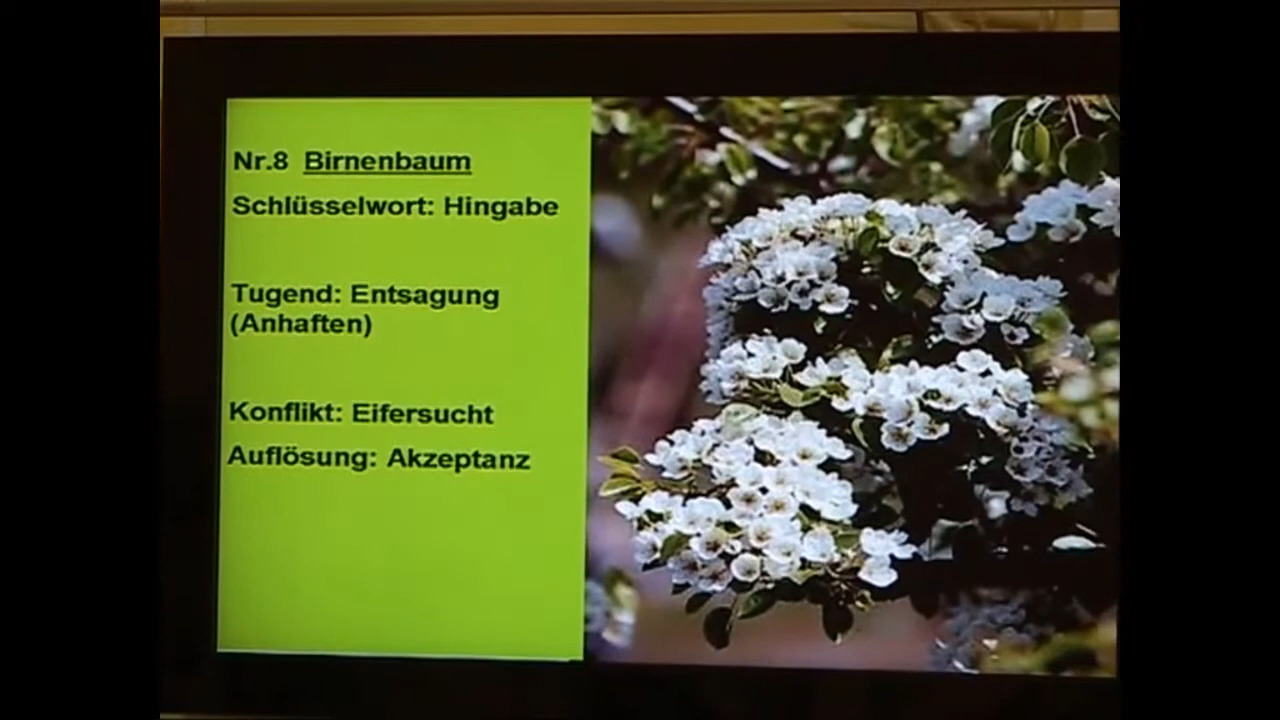 Nr.8 Birnenbaum
Schlüsselwort: Hingabe
Tugend: Entsagung
(Anhaften)
Konflikt: Eifersucht
Auflösung: Akzeptanz